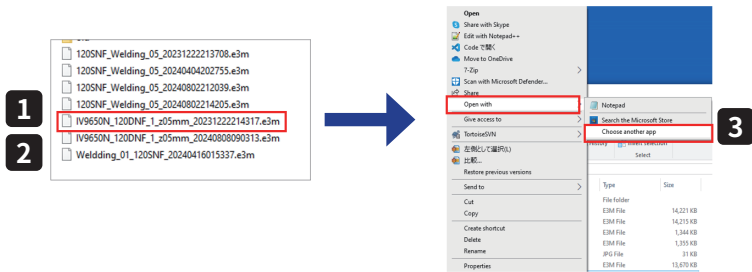 120SNF_Welding_05_20231222213708.e3m
120SNF_Welding_05_20240404202755.e3m
120SNF_Welding_05_20240802212039.e3m
120SNF_Welding_05_20240802214205.e3m
1
IV9650N_120DNF_1_z05mm_20231222214317.e3m
IV9650N_120DNF_1_z05mm_20240808090313.e3m
2
Weldding_01_120SNF_20240416015337.e3m
Open
Share with Skype
Edit with Notepad++
Code で開く
Move to OneDrive
7-Zip
Scan with Microsoft Defender...
Share
Open with
Give access to
TortoiseSVN
左側として選択(L)
比較...
Restore previous versions
Send to
Cut
Copy
Create shortcut
Delete
Rename
Properties
Notepad
Search the Microsoft Store
Choose another app
3
Invert selection
Select
Type Size
File folder
E3M File 14,221 KB
E3M File 14,215 KB
E3M File 1,344 KB
E3M File 1,355 KB
JPG File 31 KB
E3M File 13,670 KB